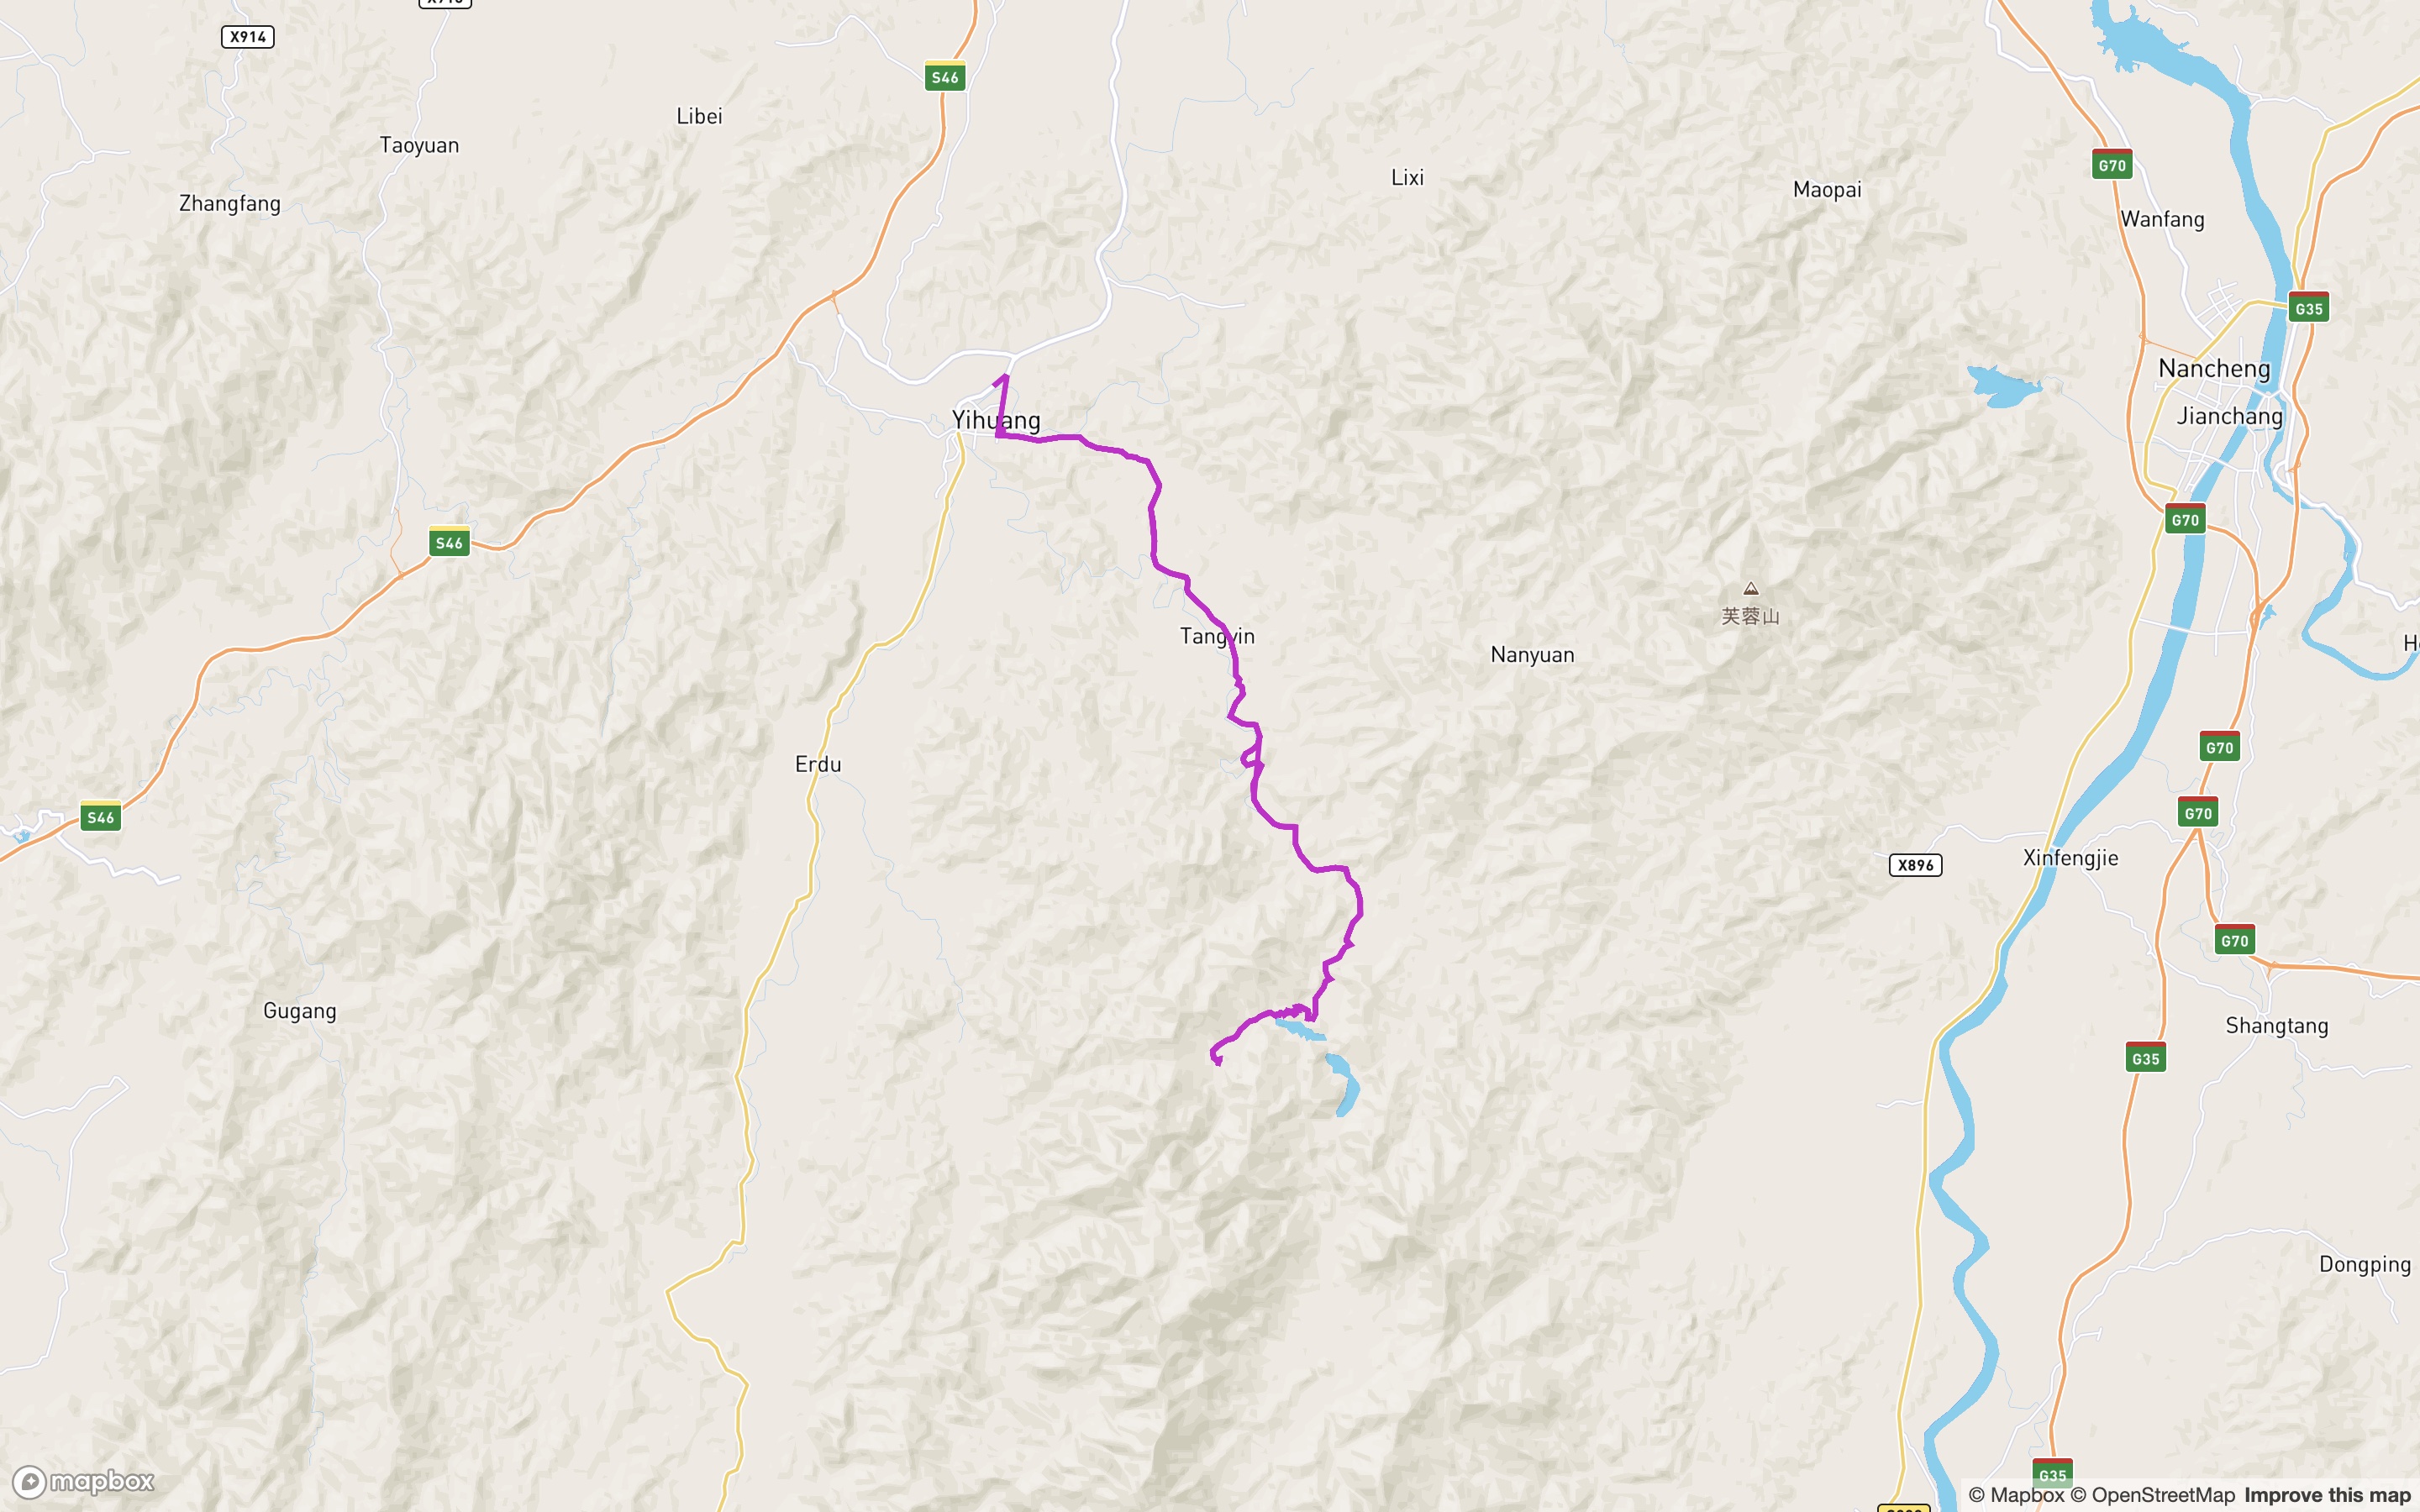 X914
S46
Libei
Taoyuan
Zhangfang
Lixi
Maopai
G70
Wanfang
G35
Nancheng
Jianchang
Yihuang
G70
S46
芙蓉山
Tangyin
Nanyuan
G70
Erdu
S46
G70
Xinfengjie
X896
G70
Gugang
Shangtang
G35
Dongping
G35
mapbox
© Mapbox © OpenStreetMap Improve this map